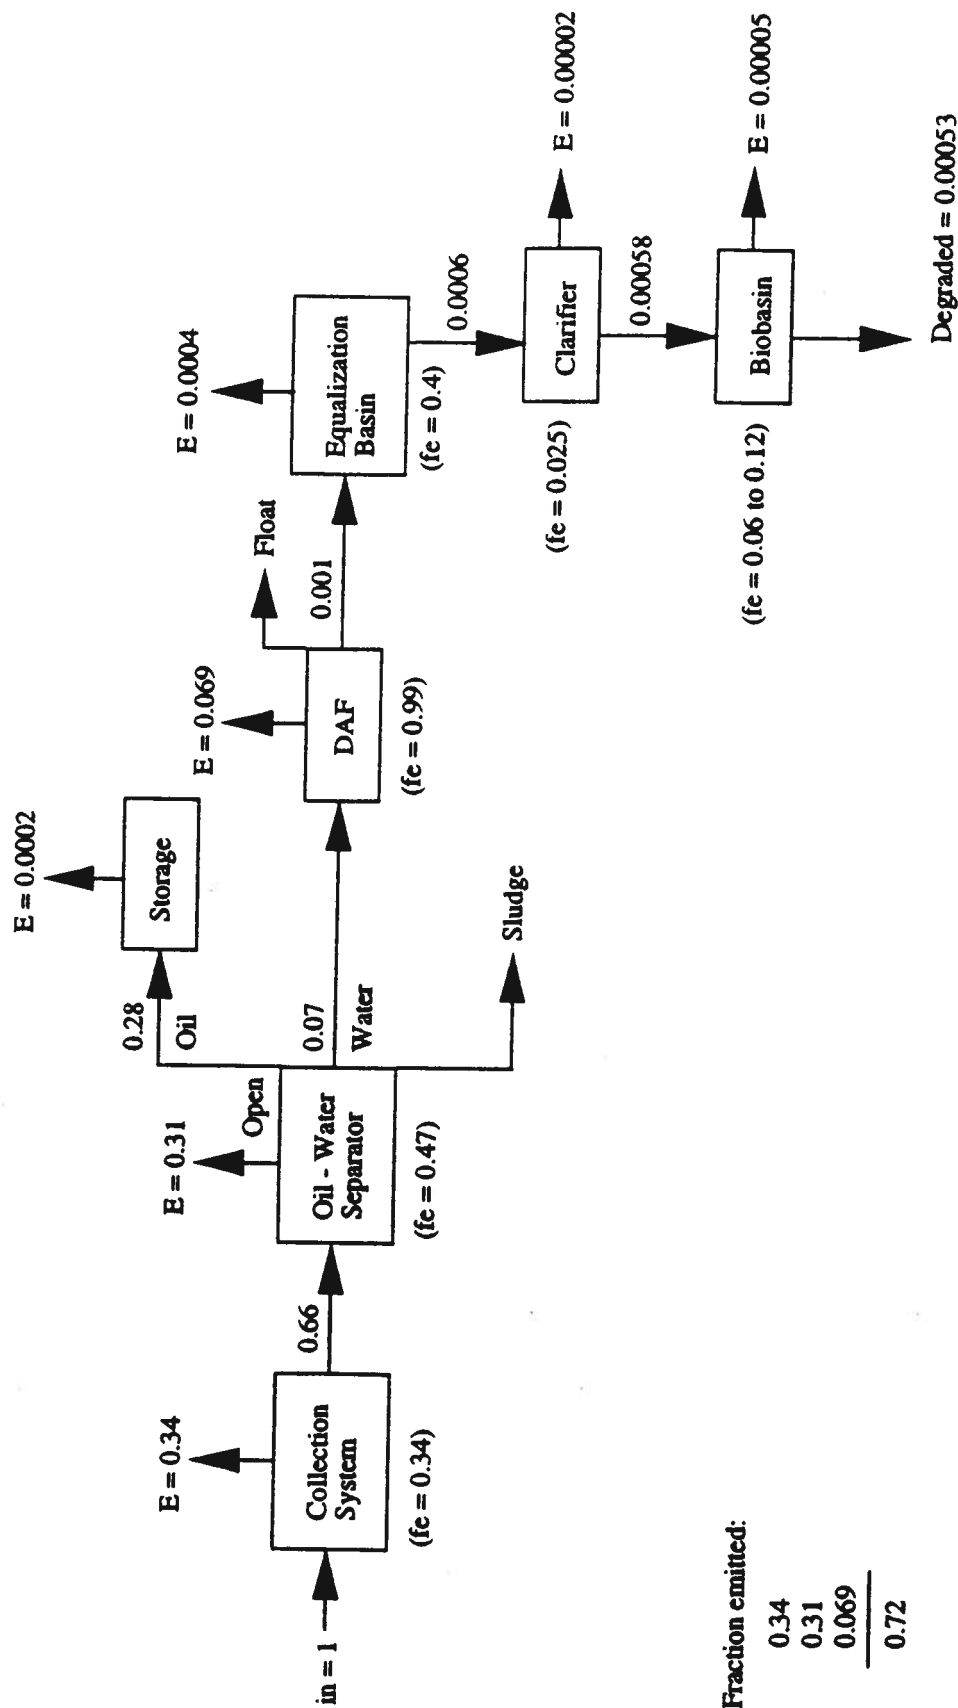 in = 1
Collection
System
(fe = 0.34)
E = 0.34
0.66
Oil - Water
Separator
(fe = 0.47)
E = 0.31
Open
0.28
Oil
Storage
E = 0.0002
0.07
Water
Sludge
DAF
(fe = 0.99)
E = 0.069
Float
0.001
Equalization
Basin
(fe = 0.4)
E = 0.0004
0.0006
Clarifier
(fe = 0.025)
E = 0.00002
0.00058
Biobasin
(fe = 0.06 to 0.12)
E = 0.00005
Degraded = 0.00053
Fraction emitted:
0.34
0.31
0.069
0.72